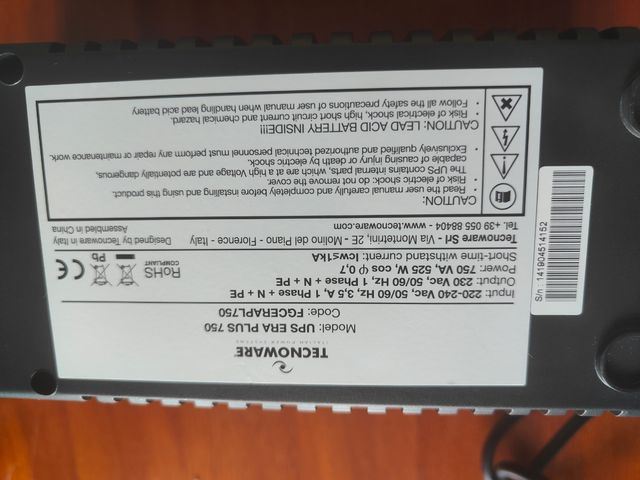 TECNOWARE
ITALIAN POWER SYSTEMS
Model: UPS ERA PLUS 750
Code: FGCERAPL750
Input: 220-240 Vac, 50/60 Hz, 3,5 A, 1 Phase + N + PE
Output: 230 Vac, 50/60 Hz, 1 Phase + N + PE
Power: 750 VA, 525 W, cos φ 0,7
Short-time withstand current: Icw≤1KA
CE
RoHS
COMPLIANT
Pb
Tecnoware Srl - Via Montetrini, 2E, Molino del Piano - Florence - Italy
Tel. +39 055 88404 - www.tecnoware.com
Designed by Tecnoware in Italy
Assembled in China
CAUTION:
• Read the user manual carefully and completely before installing and using this product.
• Risk of electric shock: do not remove the cover.
The UPS contains internal parts, which are at a high Voltage and are potentially dangerous,
capable of causing injury or death by electric shock.
• Exclusively qualified and authorized technical personnel must perform any repair or maintenance work
CAUTION: LEAD ACID BATTERY INSIDE!!!
• Risk of electrical shock, high short circuit current and chemical hazard.
• Follow all the safety precautions of user manual when handling lead acid battery
S/n : 141904514152